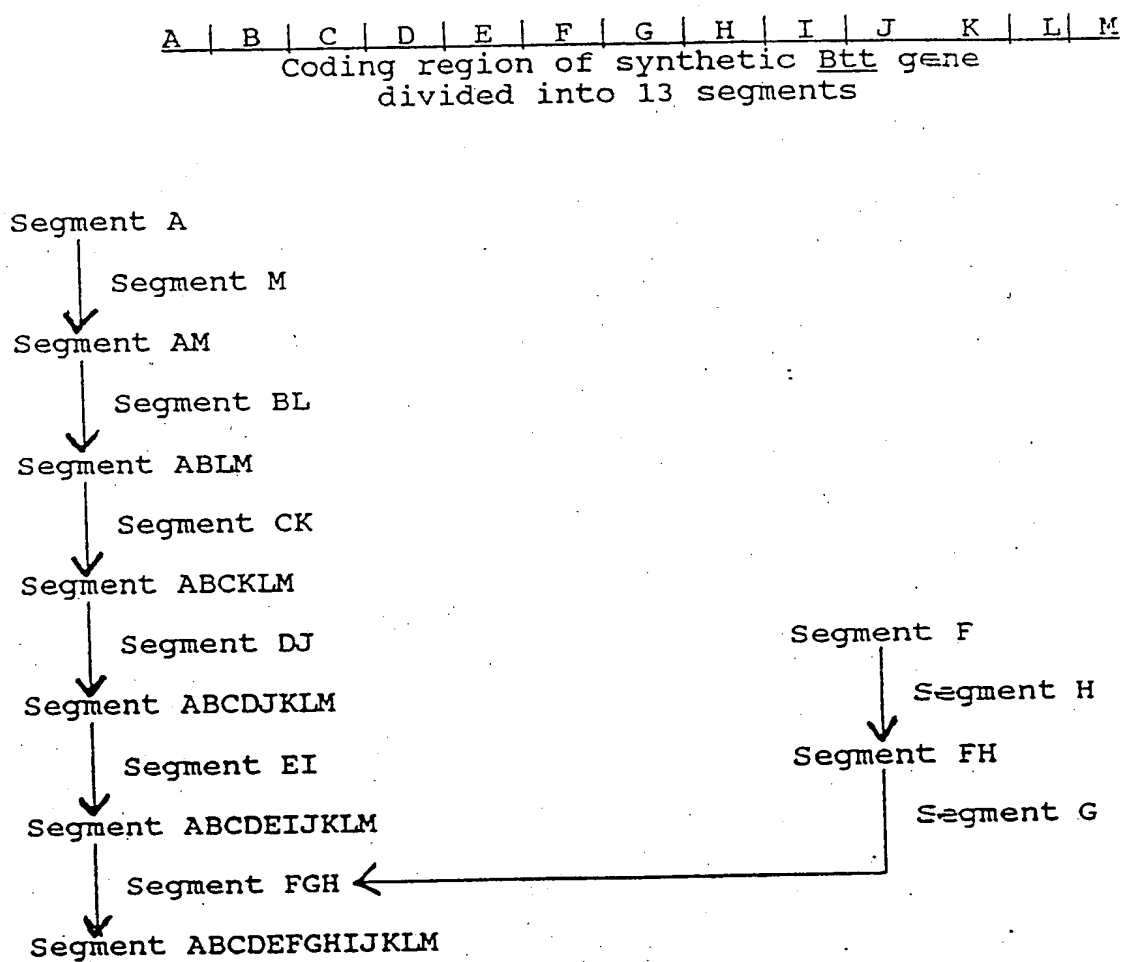 A | B | C | D | E | F | G | H | I | J K | L | M
Coding region of synthetic Btt gene
divided into 13 segments
Segment A
Segment M
Segment AM
Segment BL
Segment ABLM
Segment CK
Segment ABCKLM
Segment DJ
Segment ABCDJKLM
Segment EI
Segment ABCDEIJKLM
Segment FGH
Segment ABCDEFGHIJKLM
Segment F
Segment H
Segment FH
Segment G